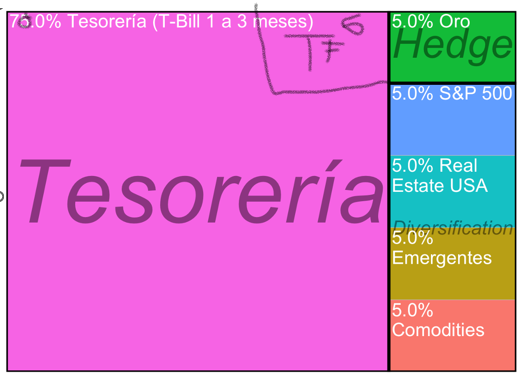 75.0% Tesorería (T-Bill 1 a 3 meses)
Tesorería
5.0% Oro
Hedge
5.0% S&P 500
5.0% Real
Estate USA
Diversification
5.0%
Emergentes
5.0%
Comodities